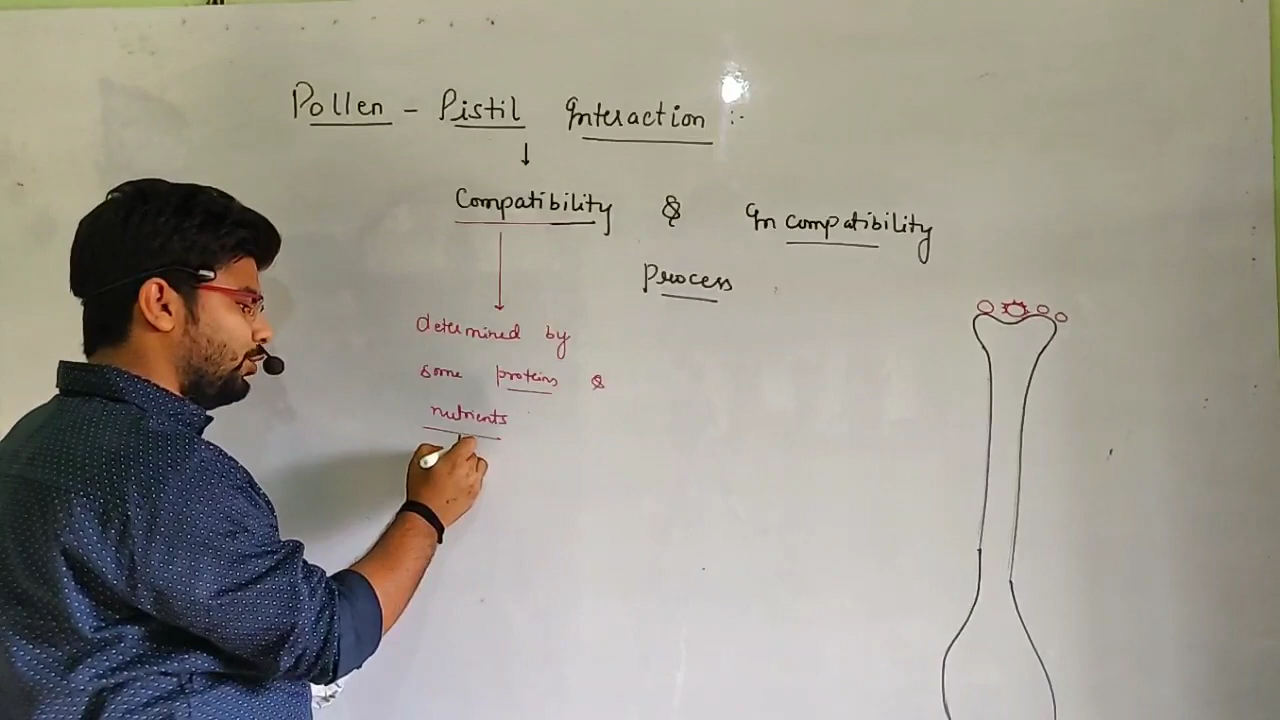 Pollen - Pistil Interaction :-
↓
Compatibility & Incompatibility
Process
determined by
some proteins &
nutrients